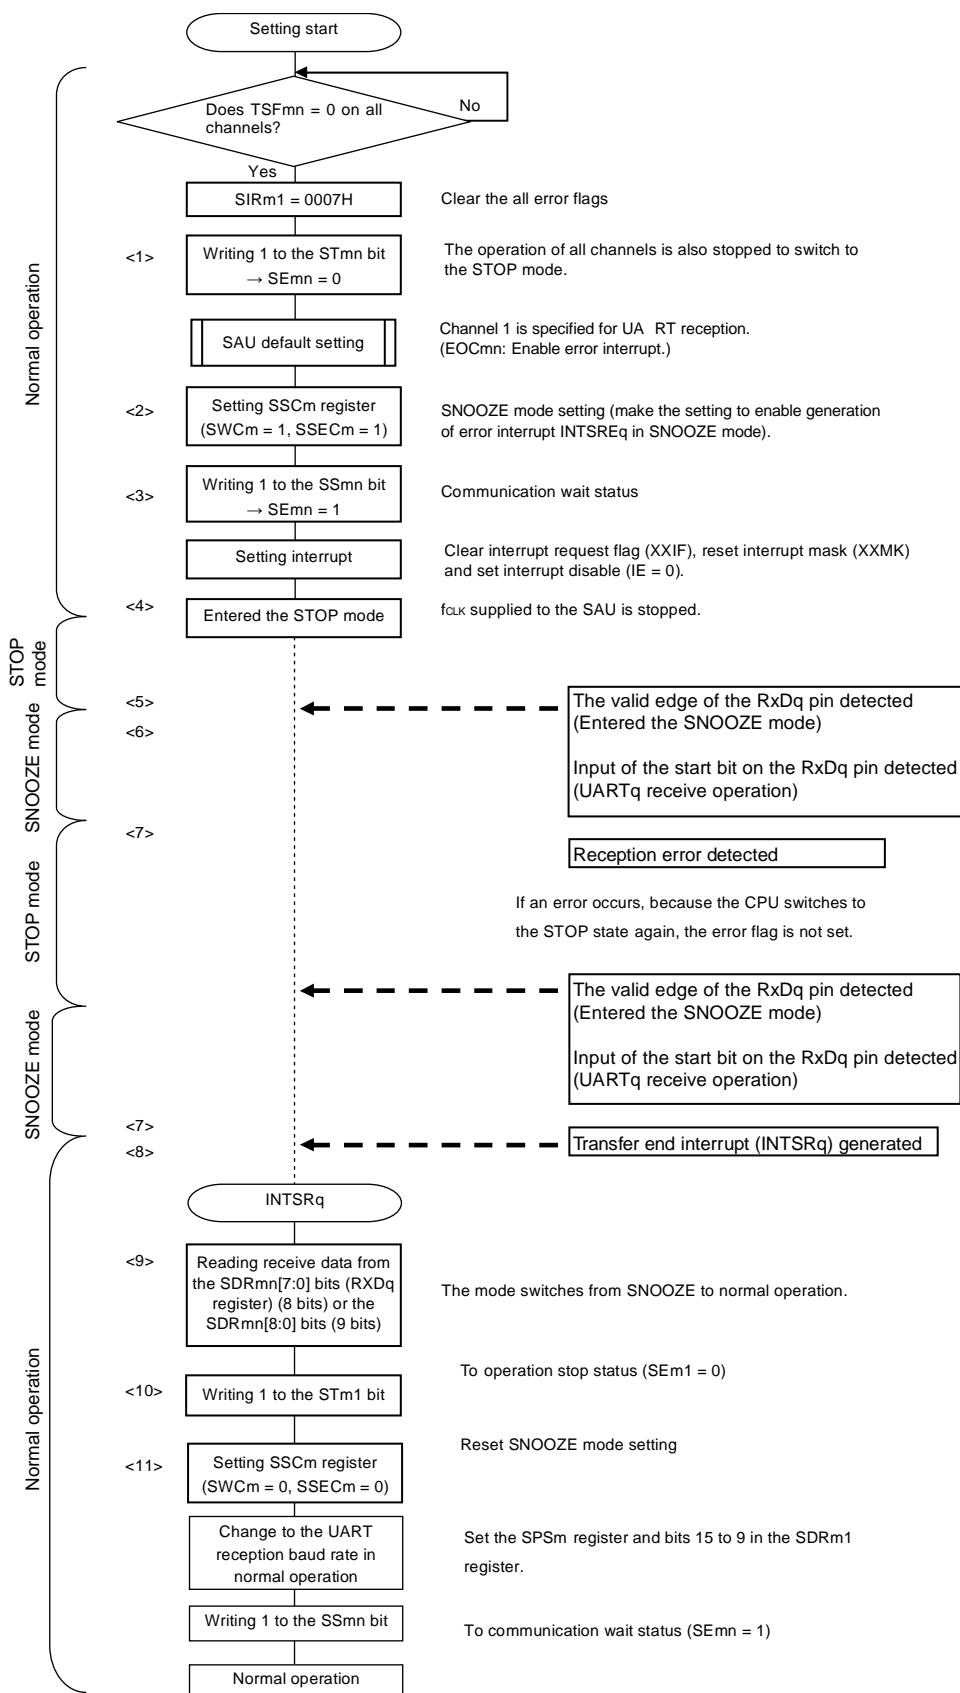 Setting start
Does TSFmn = 0 on all
channels?
No
Yes
SIRm1 = 0007H
Clear the all error flags
<1>
Writing 1 to the STmn bit
→ SEmn = 0
The operation of all channels is also stopped to switch to
the STOP mode.
Normal operation
SAU default setting
Channel 1 is specified for UA RT reception.
(EOCmn: Enable error interrupt.)
<2>
Setting SSCm register
(SWCm = 1, SSECm = 1)
SNOOZE mode setting (make the setting to enable generation
of error interrupt INTSREq in SNOOZE mode).
<3>
Writing 1 to the SSmn bit
→ SEmn = 1
Communication wait status
Setting interrupt
Clear interrupt request flag (XXIF), reset interrupt mask (XXMK)
and set interrupt disable (IE = 0).
<4>
Entered the STOP mode
fCLK supplied to the SAU is stopped.
STOP
mode
<5>
<6>
The valid edge of the RxDq pin detected
(Entered the SNOOZE mode)
Input of the start bit on the RxDq pin detected
(UARTq receive operation)
SNOOZE mode
<7>
Reception error detected
If an error occurs, because the CPU switches to
the STOP state again, the error flag is not set.
STOP mode
The valid edge of the RxDq pin detected
(Entered the SNOOZE mode)
Input of the start bit on the RxDq pin detected
(UARTq receive operation)
SNOOZE mode
<7>
<8>
Transfer end interrupt (INTSRq) generated
INTSRq
<9>
Reading receive data from
the SDRmn[7:0] bits (RXDq
register) (8 bits) or the
SDRmn[8:0] bits (9 bits)
The mode switches from SNOOZE to normal operation.
<10>
Writing 1 to the STm1 bit
To operation stop status (SEm1 = 0)
Normal operation
<11>
Setting SSCm register
(SWCm = 0, SSECm = 0)
Reset SNOOZE mode setting
Change to the UART
reception baud rate in
normal operation
Set the SPSm register and bits 15 to 9 in the SDRm1
register.
Writing 1 to the SSmn bit
To communication wait status (SEmn = 1)
Normal operation